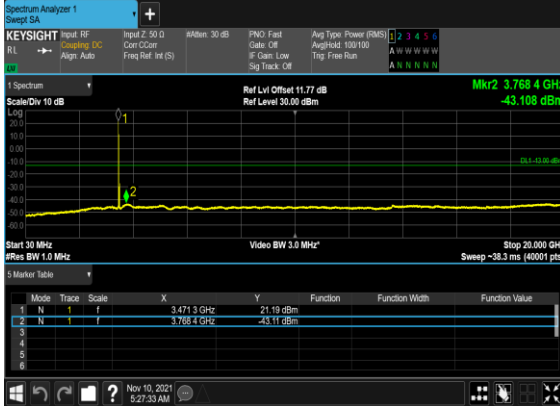 Spectrum Analyzer 1
Swept SA
+
KEYSIGHT Input: RF Input Z: 50 Ω #Atten: 30 dB PNO: Fast Avg Type: Power (RMS) 1 2 3 4 5 6
RL Coupling: DC Corr CCorr Gate: Off Avg|Hold: 100/100 A W W W W W
Align: Auto Freq Ref: Int (S) IF Gain: Low Trig: Free Run
Sig Track: Off A N N N N N
1 Spectrum
Scale/Div 10 dB Ref Lvl Offset 11.77 dB Mkr2 3.768 4 GHz
Ref Level 30.00 dBm -43.108 dBm
Log
20.0
10.0
0.00
-10.0
DL1 -13.00 dBm
-20.0
-30.0
-40.0
-50.0
-60.0
1
2
Start 30 MHz Video BW 3.0 MHz* Stop 20.000 GHz
#Res BW 1.0 MHz Sweep ~38.3 ms (40001 pts)
5 Marker Table
Mode Trace Scale X Y Function Function Width Function Value
1 N 1 f 3.471 3 GHz 21.19 dBm
2 N 1 f 3.768 4 GHz -43.11 dBm
3
4
5
6
? Nov 10, 2021
5:27:33 AM